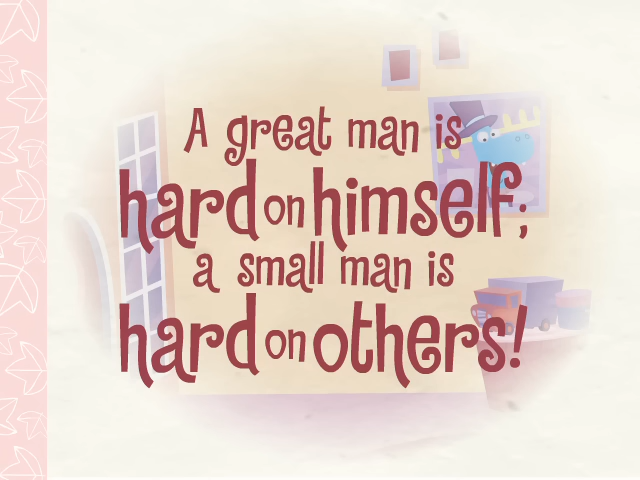 A great man is
hard on himself;
a small man is
hard on others!